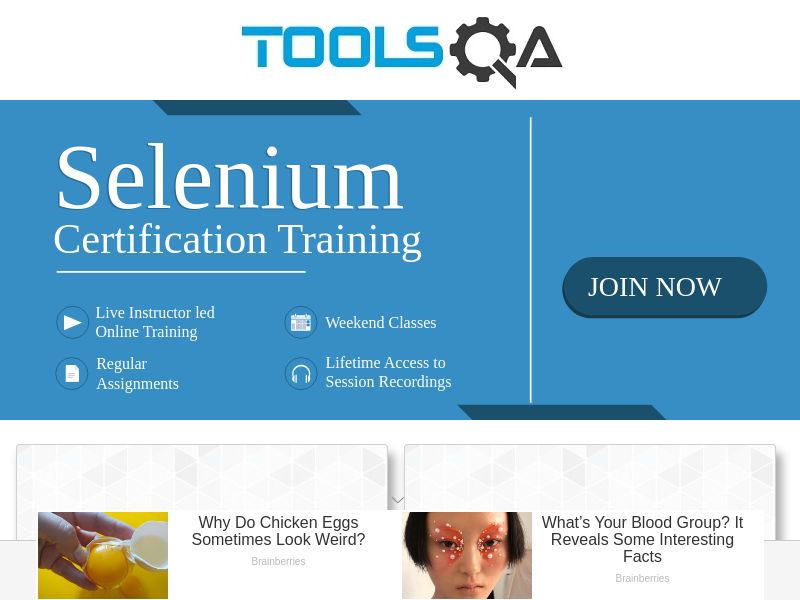 TOOLSQA
Selenium
Certification Training
JOIN NOW
Live Instructor led
Online Training
Weekend Classes
Regular
Assignments
Lifetime Access to
Session Recordings
Why Do Chicken Eggs
Sometimes Look Weird?
Brainberries
What's Your Blood Group? It
Reveals Some Interesting
Facts
Brainberries